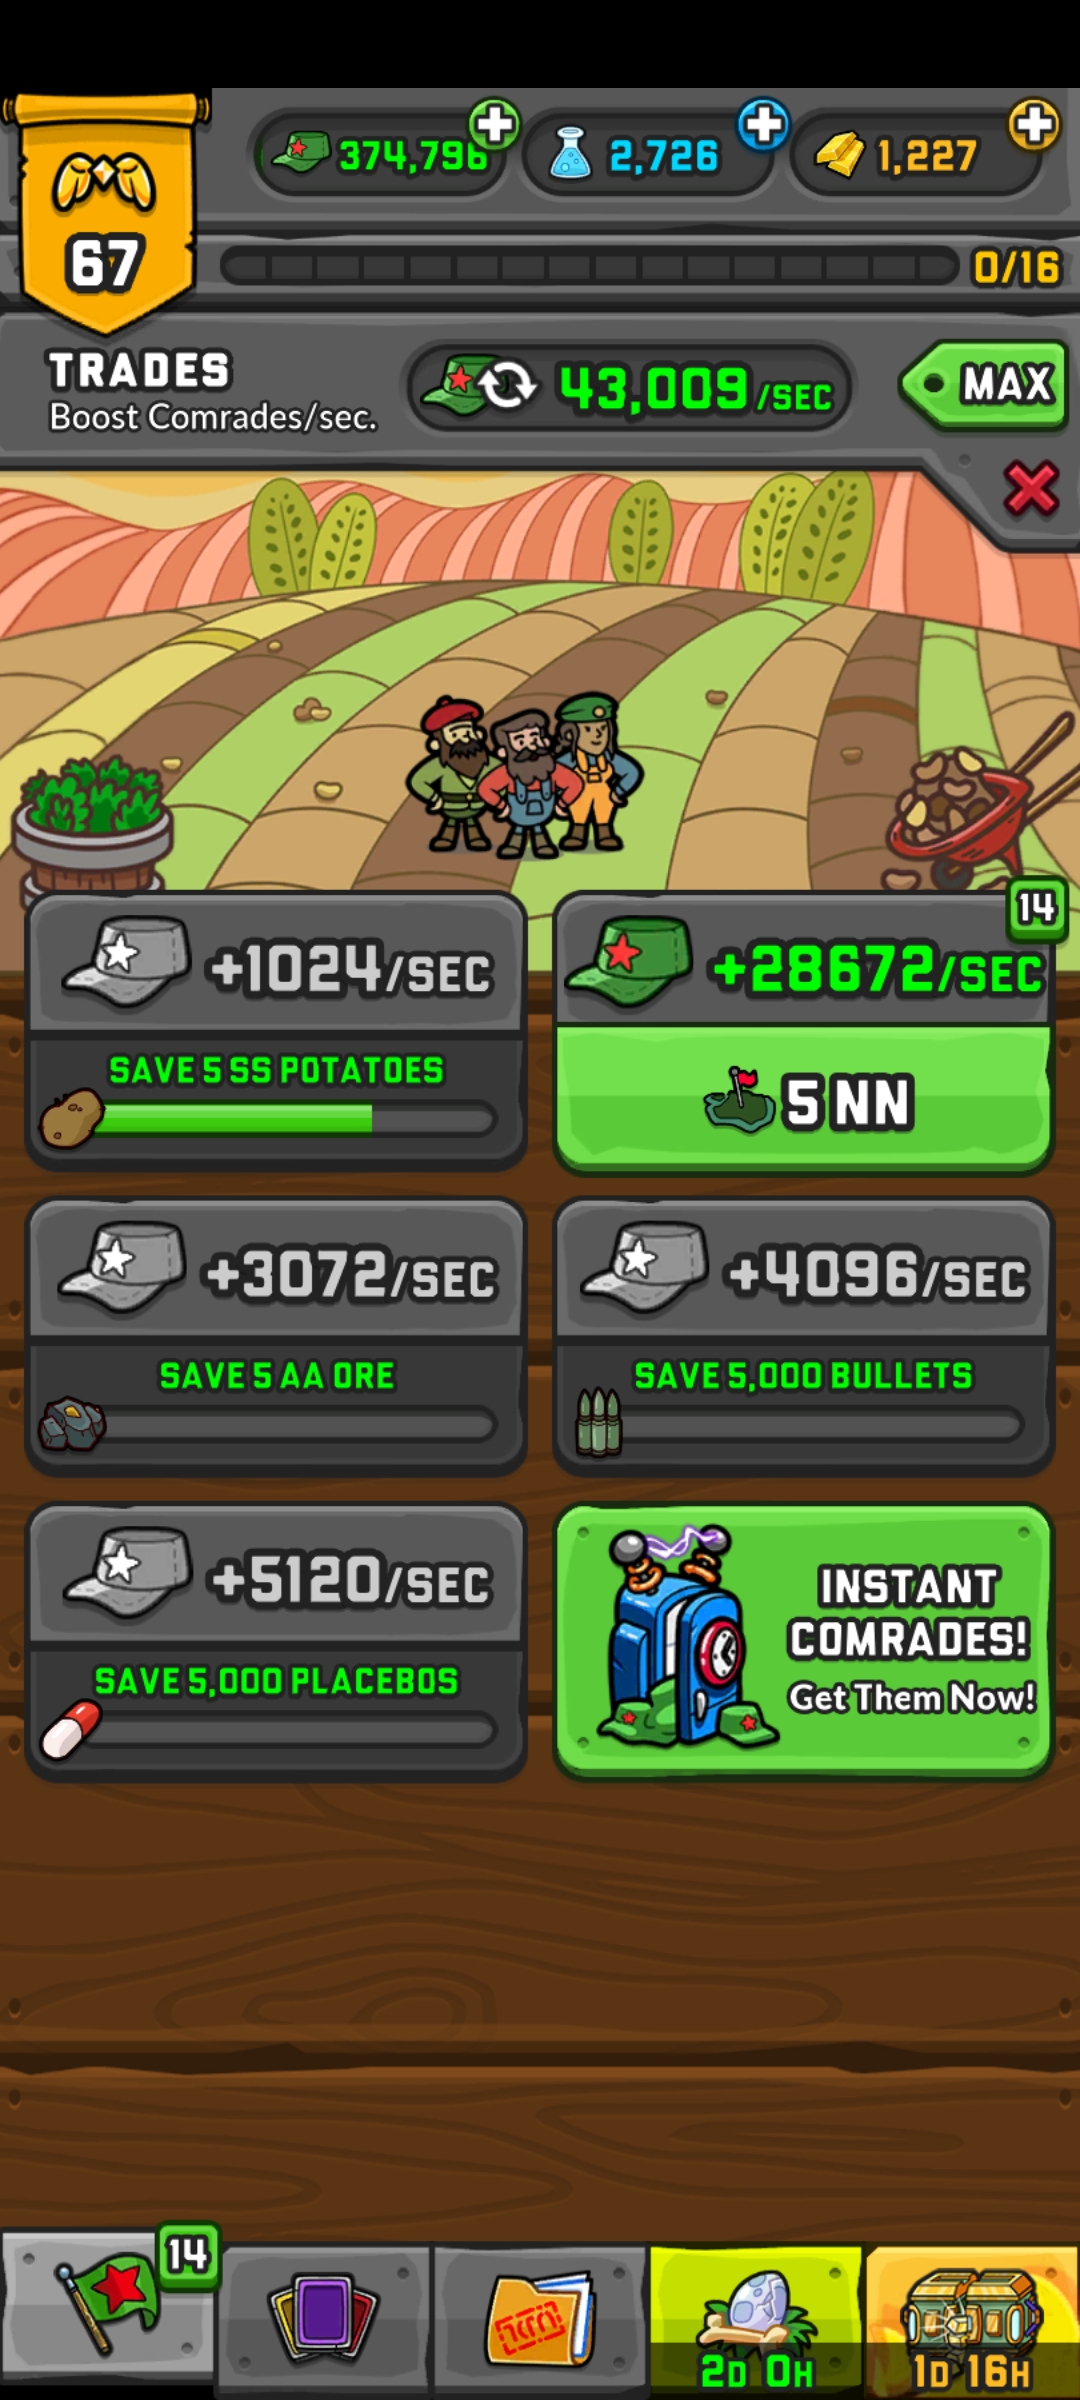 374,796
2,726
1,227
67
0/16
TRADES
Boost Comrades/sec.
43,009/SEC
MAX
14
+1024/SEC
+28672/SEC
SAVE 5 SS POTATOES
5 NN
+3072/SEC
+4096/SEC
SAVE 5 AA ORE
SAVE 5,000 BULLETS
+5120/SEC
INSTANT
COMRADES!
Get Them Now!
SAVE 5,000 PLACEBOS
14
2D 0H
1D 16H